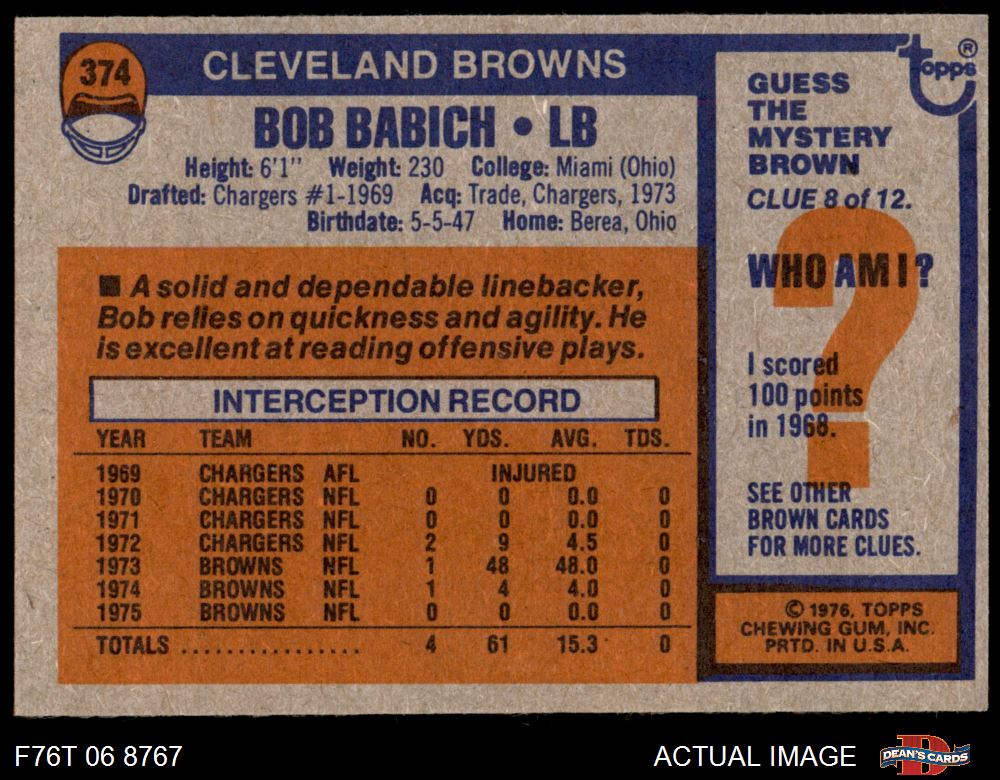 374
CLEVELAND BROWNS
BOB BABICH • LB
Height: 6'1" Weight: 230 College: Miami (Ohio)
Drafted: Chargers #1-1969 Acq: Trade, Chargers, 1973
Birthdate: 5-5-47 Home: Berea, Ohio
■ A solid and dependable linebacker,
Bob relies on quickness and agility. He
is excellent at reading offensive plays.
INTERCEPTION RECORD
YEAR TEAM NO. YDS. AVG. TDS.
1969 CHARGERS AFL INJURED
1970 CHARGERS NFL 0 0 0.0 0
1971 CHARGERS NFL 0 0 0.0 0
1972 CHARGERS NFL 2 9 4.5 0
1973 BROWNS NFL 1 48 48.0 0
1974 BROWNS NFL 1 4 4.0 0
1975 BROWNS NFL 0 0 0.0 0
TOTALS ................ 4 61 15.3 0
topps ®
GUESS
THE
MYSTERY
BROWN
CLUE 8 of 12.
?
WHO AM I?
I scored
100 points
in 1968.
SEE OTHER
BROWN CARDS
FOR MORE CLUES.
© 1976, TOPPS
CHEWING GUM, INC.
PRTD. IN U.S.A.
F76T 06 8767
ACTUAL IMAGE
D
DEAN'S CARDS